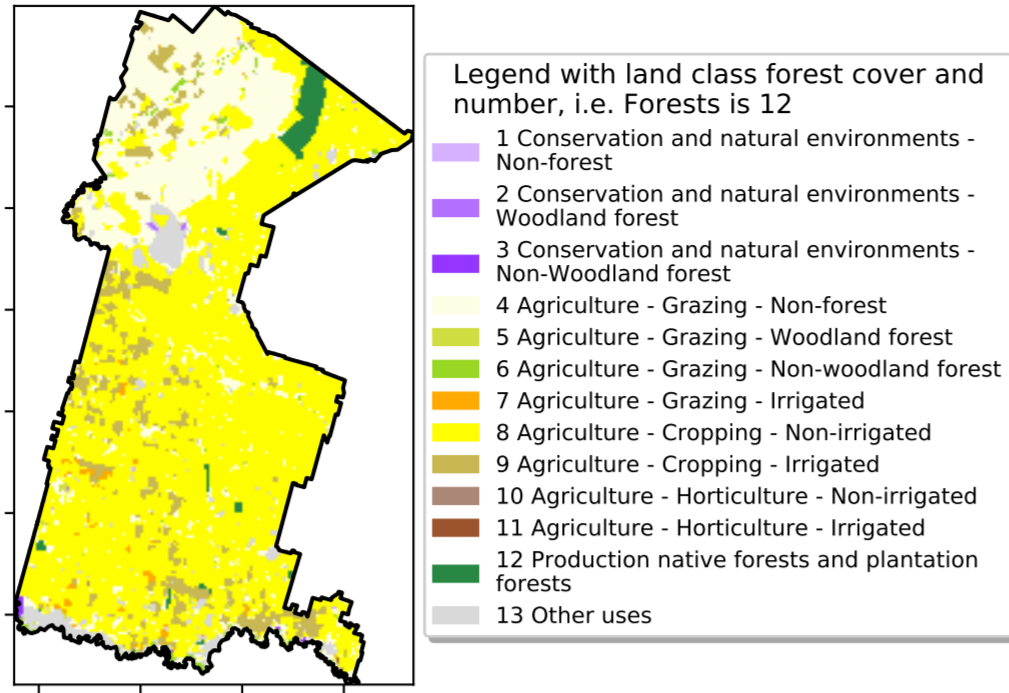 Legend with land class forest cover and
number, i.e. Forests is 12
1 Conservation and natural environments -
Non-forest
2 Conservation and natural environments -
Woodland forest
3 Conservation and natural environments -
Non-Woodland forest
4 Agriculture - Grazing - Non-forest
5 Agriculture - Grazing - Woodland forest
6 Agriculture - Grazing - Non-woodland forest
7 Agriculture - Grazing - Irrigated
8 Agriculture - Cropping - Non-irrigated
9 Agriculture - Cropping - Irrigated
10 Agriculture - Horticulture - Non-irrigated
11 Agriculture - Horticulture - Irrigated
12 Production native forests and plantation
forests
13 Other uses